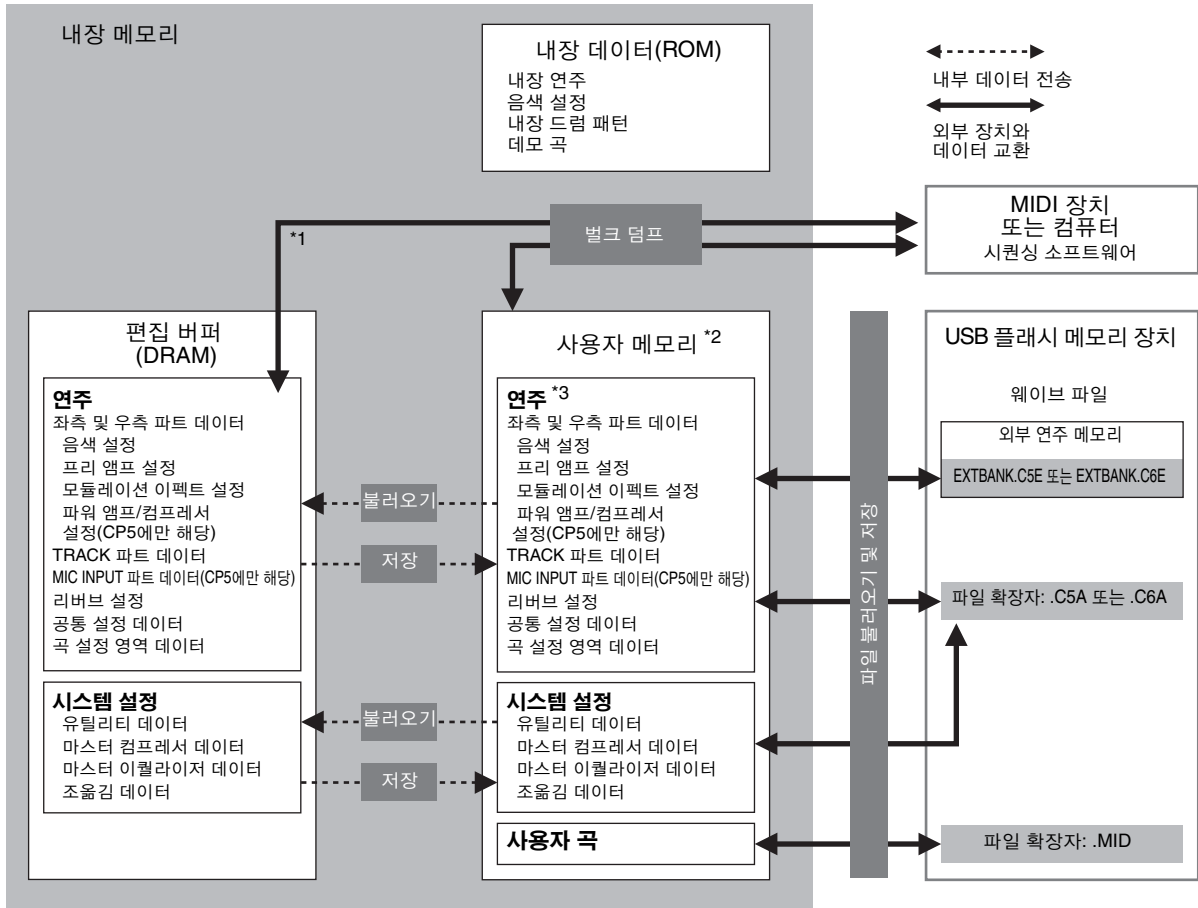 내장 메모리
내장 데이터(ROM)
내장 연주
음색 설정
내장 드럼 패턴
데모 곡
내부 데이터 전송
외부 장치와
데이터 교환
MIDI 장치
또는 컴퓨터
시퀀싱 소프트웨어
벌크 덤프
*1
편집 버퍼
(DRAM)
연주
좌측 및 우측 파트 데이터
음색 설정
프리 앰프 설정
모듈레이션 이펙트 설정
파워 앰프/컴프레서
설정(CP5에만 해당)
TRACK 파트 데이터
MIC INPUT 파트 데이터(CP5에만 해당)
리버브 설정
공통 설정 데이터
곡 설정 영역 데이터
시스템 설정
유틸리티 데이터
마스터 컴프레서 데이터
마스터 이퀄라이저 데이터
조옮김 데이터
불러오기
저장
불러오기
저장
사용자 메모리 *2
연주 *3
좌측 및 우측 파트 데이터
음색 설정
프리 앰프 설정
모듈레이션 이펙트 설정
파워 앰프/컴프레서
설정(CP5에만 해당)
TRACK 파트 데이터
MIC INPUT 파트 데이터(CP5에만 해당)
리버브 설정
공통 설정 데이터
곡 설정 영역 데이터
시스템 설정
유틸리티 데이터
마스터 컴프레서 데이터
마스터 이퀄라이저 데이터
조옮김 데이터
사용자 곡
파일 불러오기 및 저장
USB 플래시 메모리 장치
웨이브 파일
외부 연주 메모리
EXTBANK.C5E 또는 EXTBANK.C6E
파일 확장자: .C5A 또는 .C6A
파일 확장자: .MID